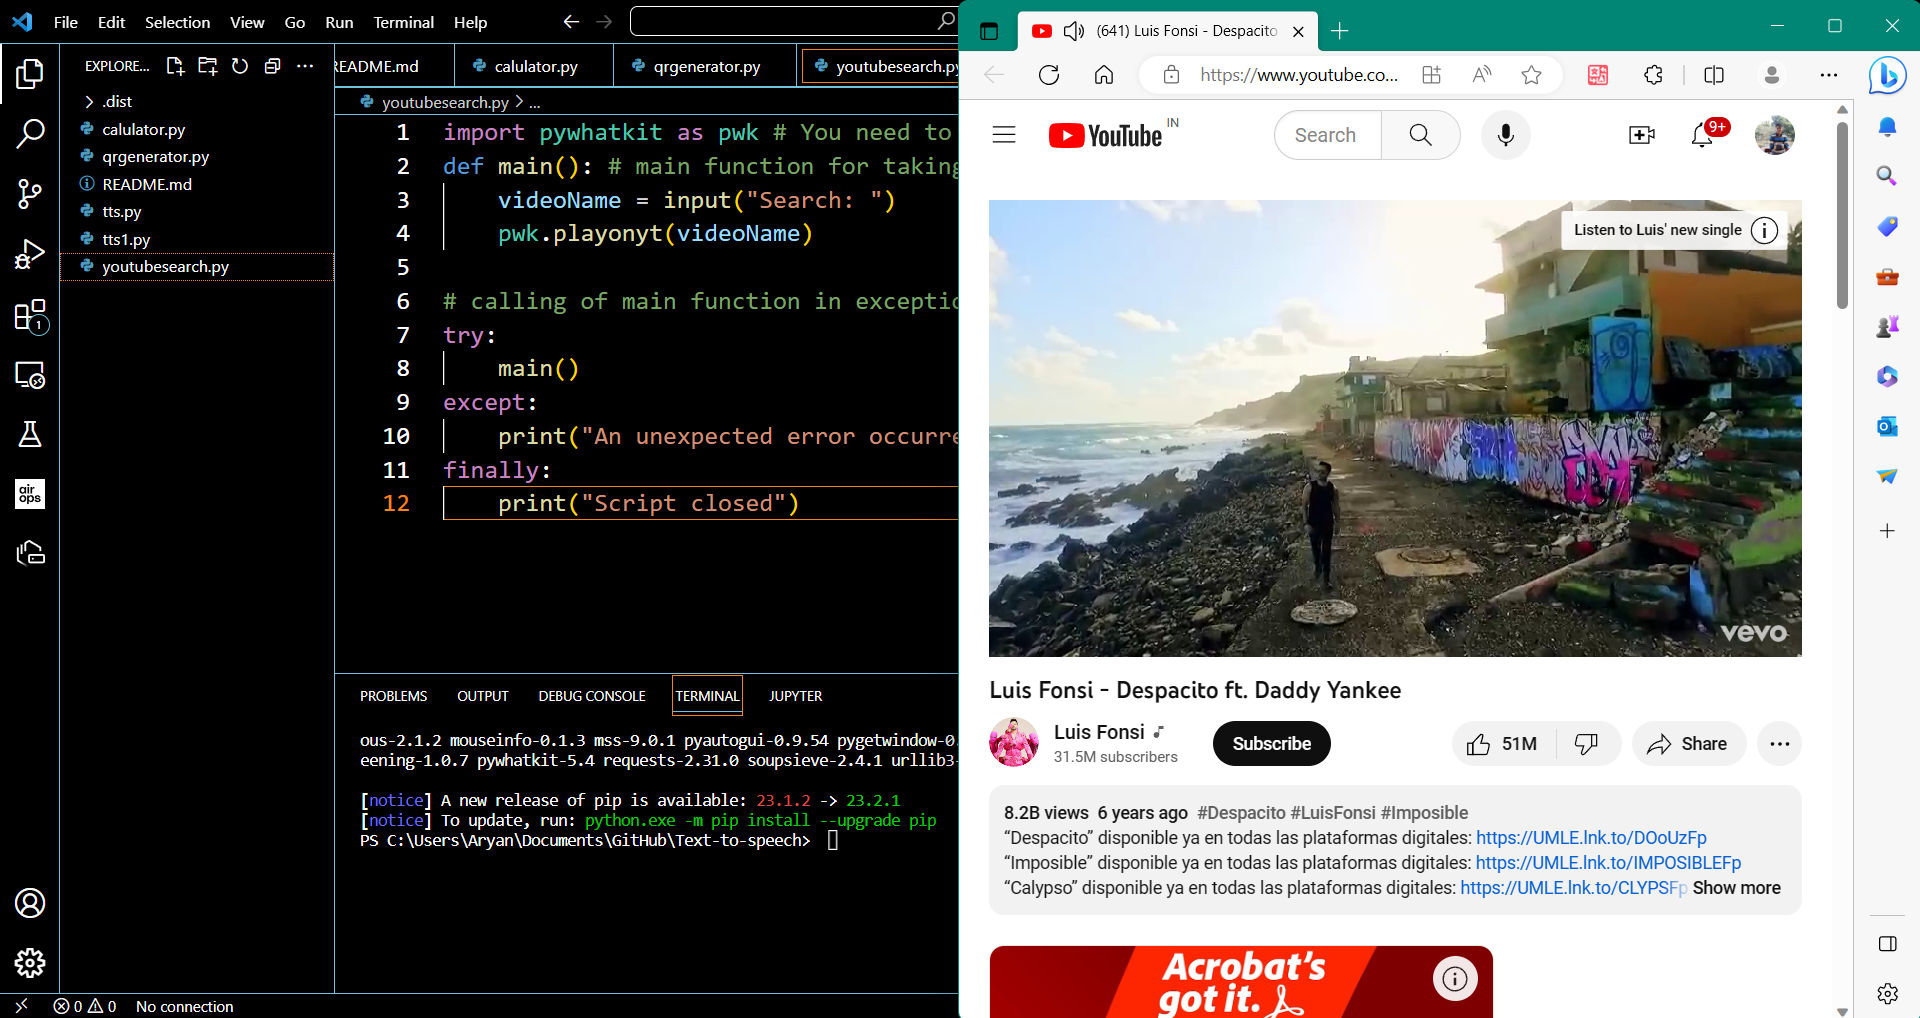 File Edit Selection View Go Run Terminal Help
EXPLORE...
.dist
calulator.py
qrgenerator.py
README.md
tts.py
tts1.py
youtubesearch.py
1
air ops
README.md calulator.py qrgenerator.py youtubesearch.py
youtubesearch.py > ...
1 import pywhatkit as pwk # You need to
2 def main(): # main function for taking
3 videoName = input("Search: ")
4 pwk.playonyt(videoName)
5
6 # calling of main function in exceptio
7 try:
8 main()
9 except:
10 print("An unexpected error occurre
11 finally:
12 print("Script closed")
PROBLEMS OUTPUT DEBUG CONSOLE TERMINAL JUPYTER
ous-2.1.2 mouseinfo-0.1.3 mss-9.0.1 pyautogui-0.9.54 pygetwindow-0.
eening-1.0.7 pywhatkit-5.4 requests-2.31.0 soupsieve-2.4.1 urllib3-
[notice] A new release of pip is available: 23.1.2 -> 23.2.1
[notice] To update, run: python.exe -m pip install --upgrade pip
PS C:\Users\Aryan\Documents\GitHub\Text-to-speech>
0 0 No connection
(641) Luis Fonsi - Despacito
https://www.youtube.co...
YouTube IN
Search
9+
Listen to Luis' new single
vevo
Luis Fonsi - Despacito ft. Daddy Yankee
Luis Fonsi
31.5M subscribers
Subscribe
51M
Share
8.2B views 6 years ago #Despacito #LuisFonsi #Imposible
“Despacito” disponible ya en todas las plataformas digitales: https://UMLE.lnk.to/DOoUzFp
“Imposible” disponible ya en todas las plataformas digitales: https://UMLE.lnk.to/IMPOSIBLEFp
“Calypso” disponible ya en todas las plataformas digitales: https://UMLE.lnk.to/CLYPSFp Show more
Acrobat's
got it.